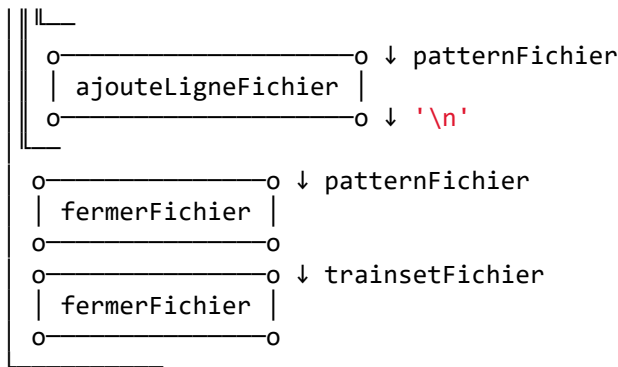 ↓ patternFichier
ajouteLigneFichier
↓ '\n'
↓ patternFichier
fermerFichier
↓ trainsetFichier
fermerFichier